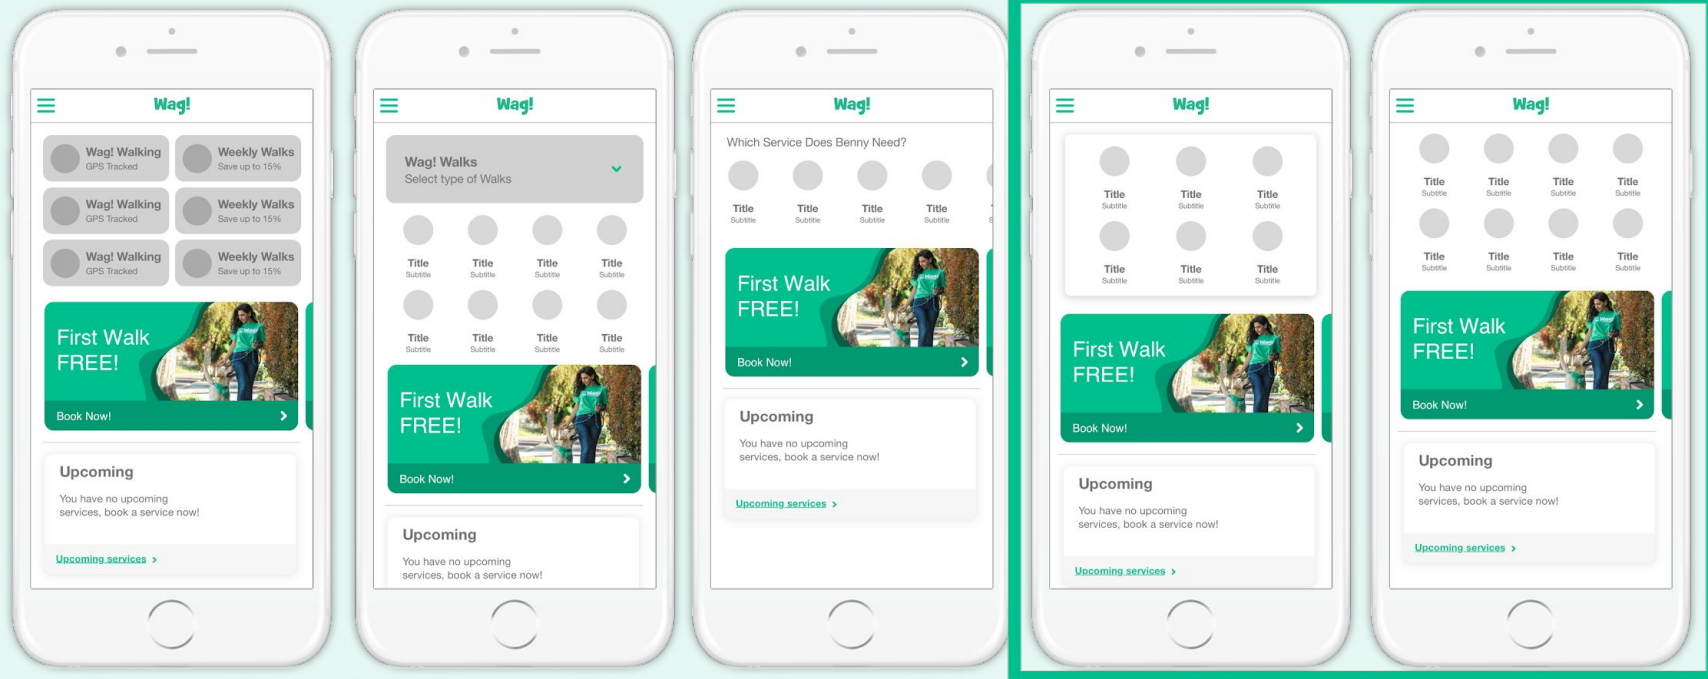 Wag!
Wag! Walking
GPS Tracked
Weekly Walks
Save up to 15%
Wag! Walking
GPS Tracked
Weekly Walks
Save up to 15%
Wag! Walking
GPS Tracked
Weekly Walks
Save up to 15%
First Walk
FREE!
Book Now!
Upcoming
You have no upcoming
services, book a service now!
Upcoming services
Wag!
Wag! Walks
Select type of Walks
Title Title Title Title
Subtitle Subtitle Subtitle Subtitle
Title Title Title Title
Subtitle Subtitle Subtitle Subtitle
First Walk
FREE!
Book Now!
Upcoming
You have no upcoming
services, book a service now!
Wag!
Which Service Does Benny Need?
Title Title Title Title
Subtitle Subtitle Subtitle Subtitle
First Walk
FREE!
Book Now!
Upcoming
You have no upcoming
services, book a service now!
Upcoming services
Wag!
Title Title Title
Subtitle Subtitle Subtitle
Title Title Title
Subtitle Subtitle Subtitle
First Walk
FREE!
Book Now!
Upcoming
You have no upcoming
services, book a service now!
Upcoming services
Wag!
Title Title Title Title
Subtitle Subtitle Subtitle Subtitle
Title Title Title Title
Subtitle Subtitle Subtitle Subtitle
First Walk
FREE!
Book Now!
Upcoming
You have no upcoming
services, book a service now!
Upcoming services